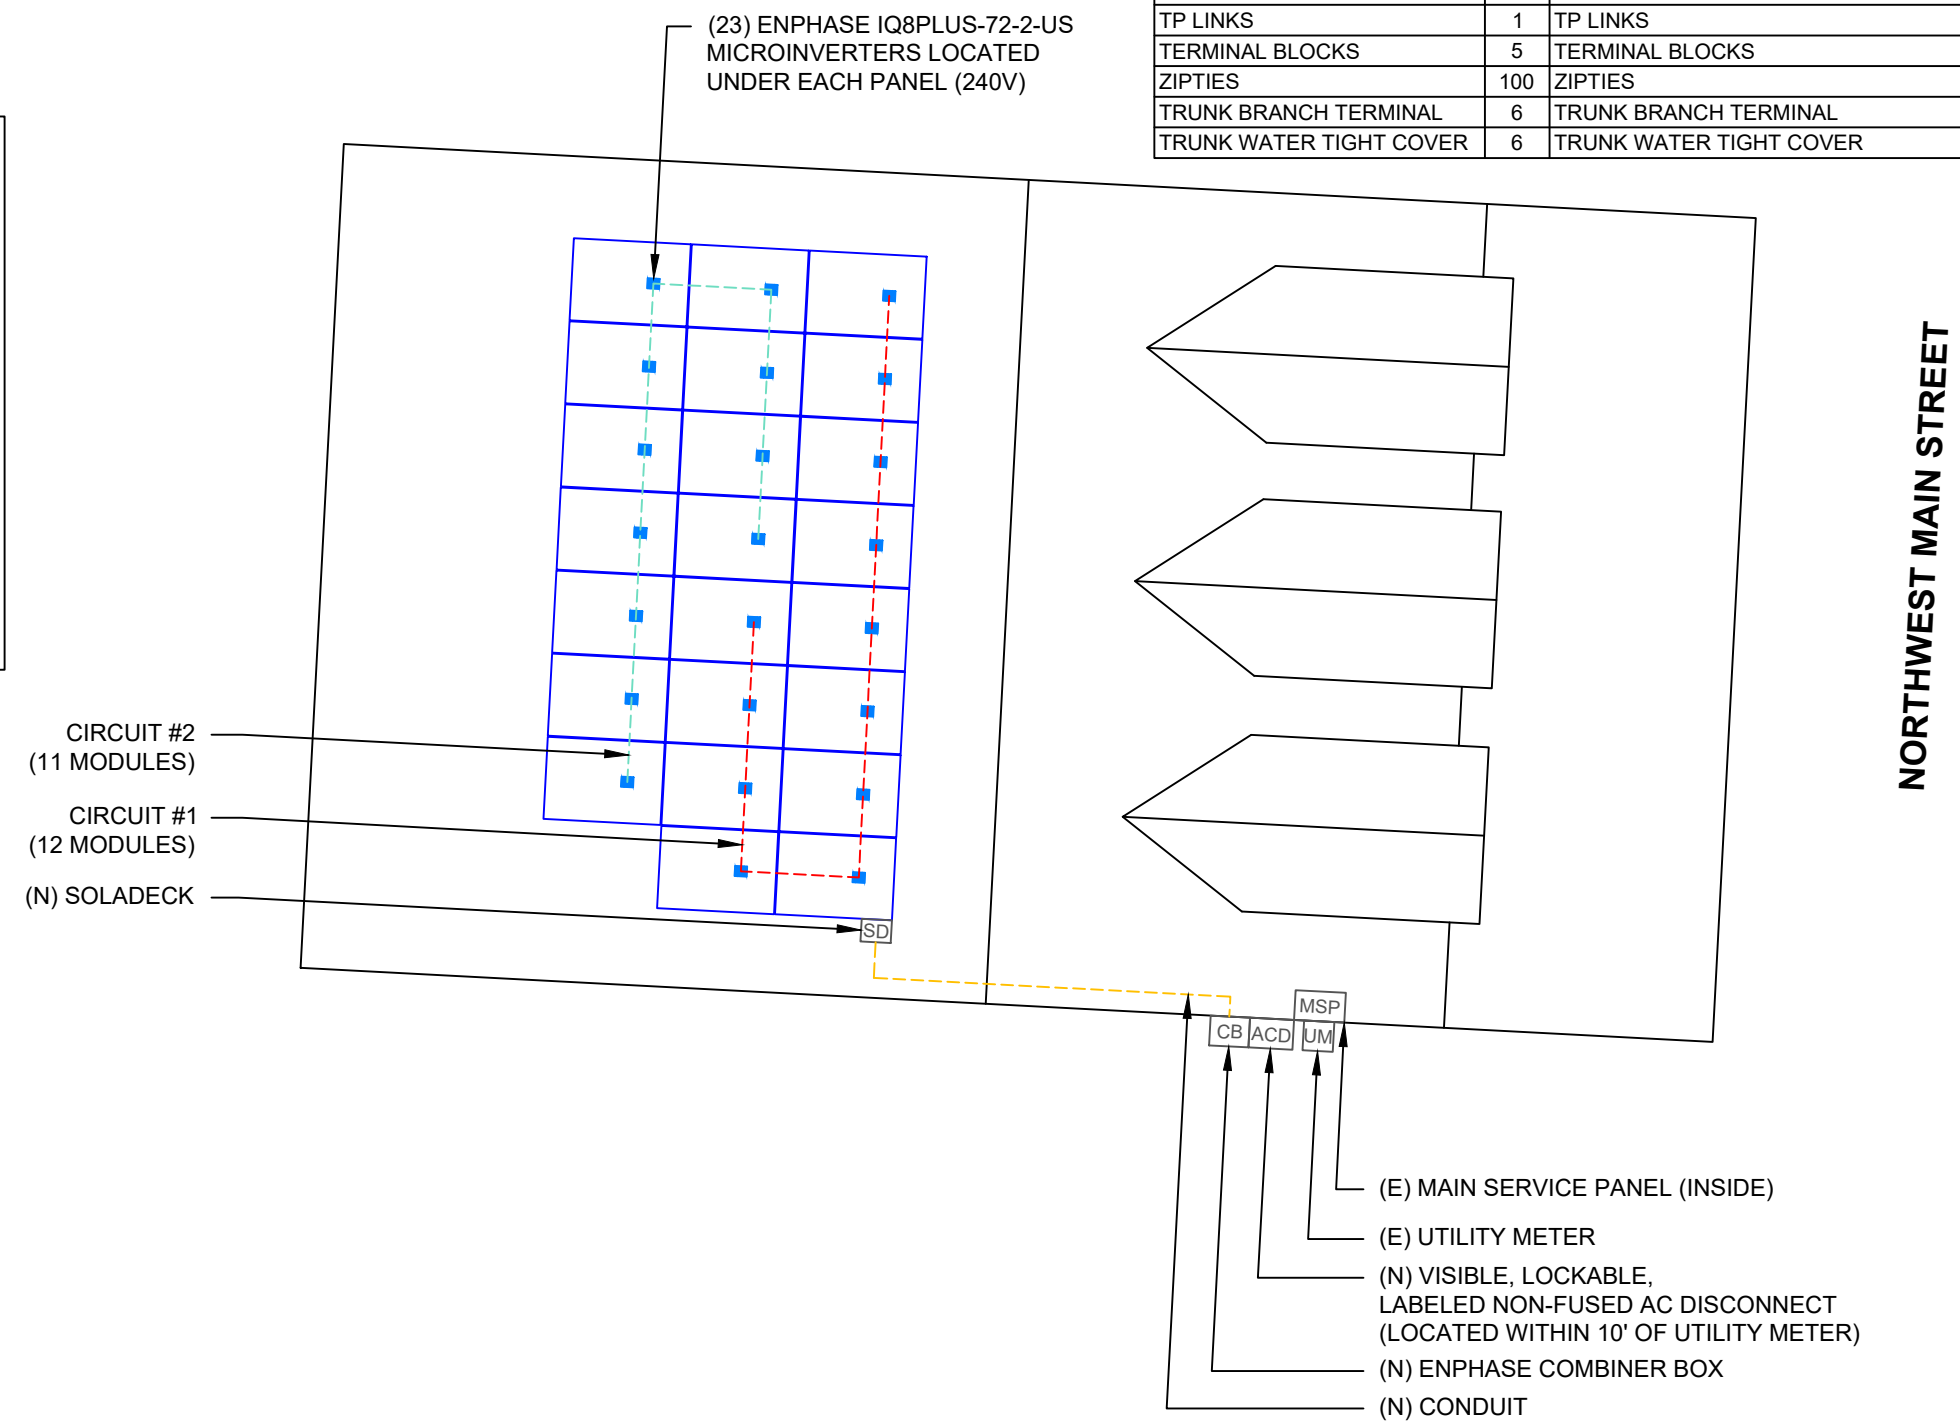 (23) ENPHASE IQ8PLUS-72-2-US
MICROINVERTERS LOCATED
UNDER EACH PANEL (240V)
TP LINKS 1 TP LINKS
TERMINAL BLOCKS 5 TERMINAL BLOCKS
ZIPTIES 100 ZIPTIES
TRUNK BRANCH TERMINAL 6 TRUNK BRANCH TERMINAL
TRUNK WATER TIGHT COVER 6 TRUNK WATER TIGHT COVER
NORTHWEST MAIN STREET
CIRCUIT #2
(11 MODULES)
CIRCUIT #1
(12 MODULES)
(N) SOLADECK
SD
MSP
CB ACD UM
(E) MAIN SERVICE PANEL (INSIDE)
(E) UTILITY METER
(N) VISIBLE, LOCKABLE,
LABELED NON-FUSED AC DISCONNECT
(LOCATED WITHIN 10' OF UTILITY METER)
(N) ENPHASE COMBINER BOX
(N) CONDUIT